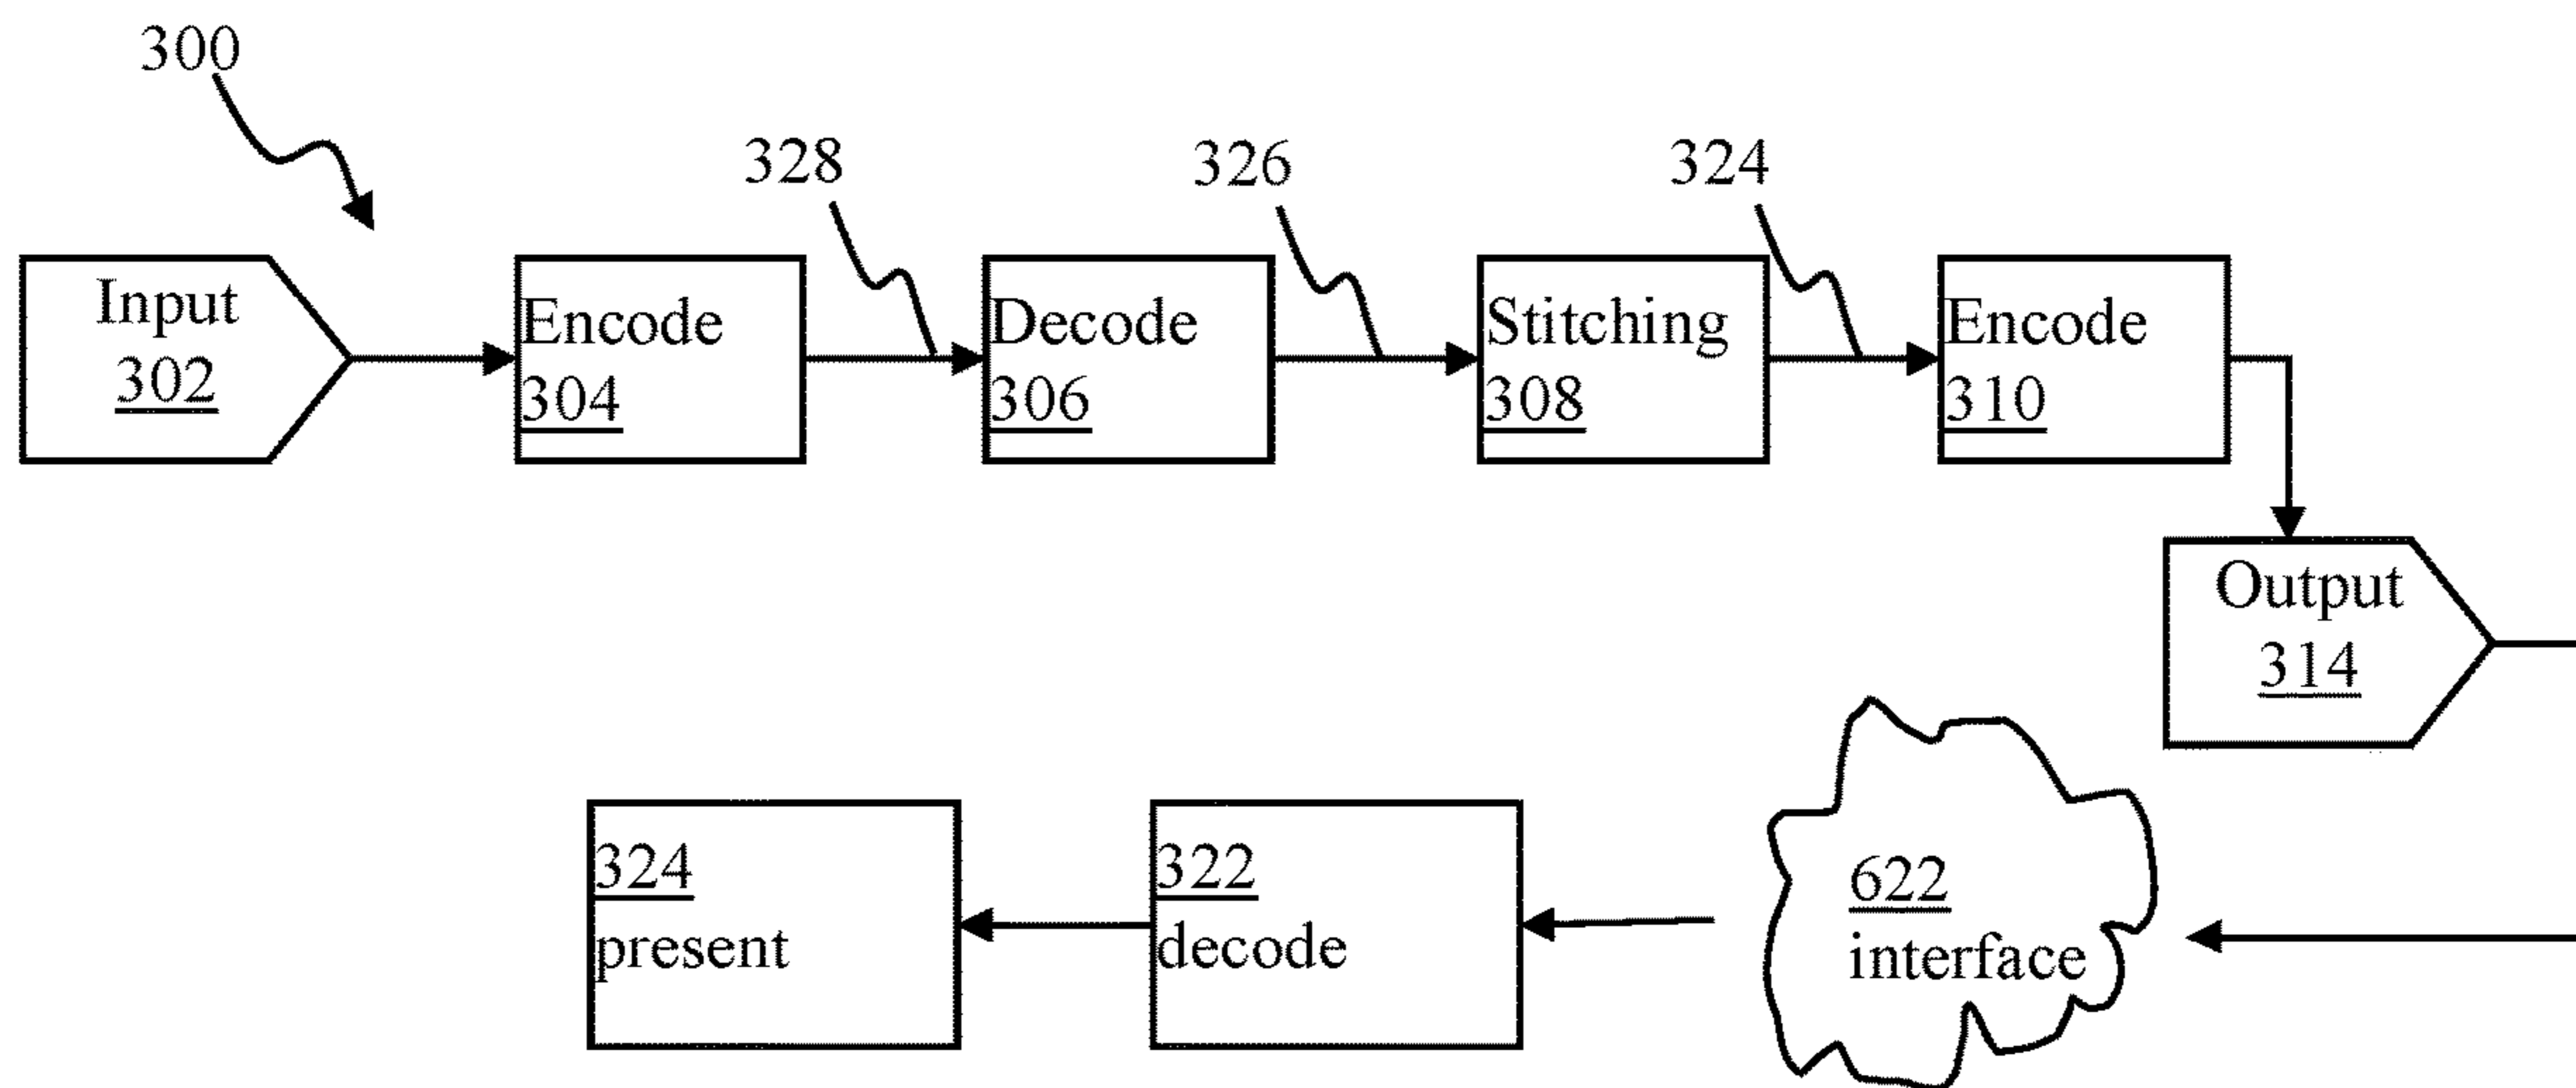 300
328
326
324
Input
302
Encode
304
Decode
306
Stitching
308
Encode
310
Output
314
324
present
322
decode
622
interface